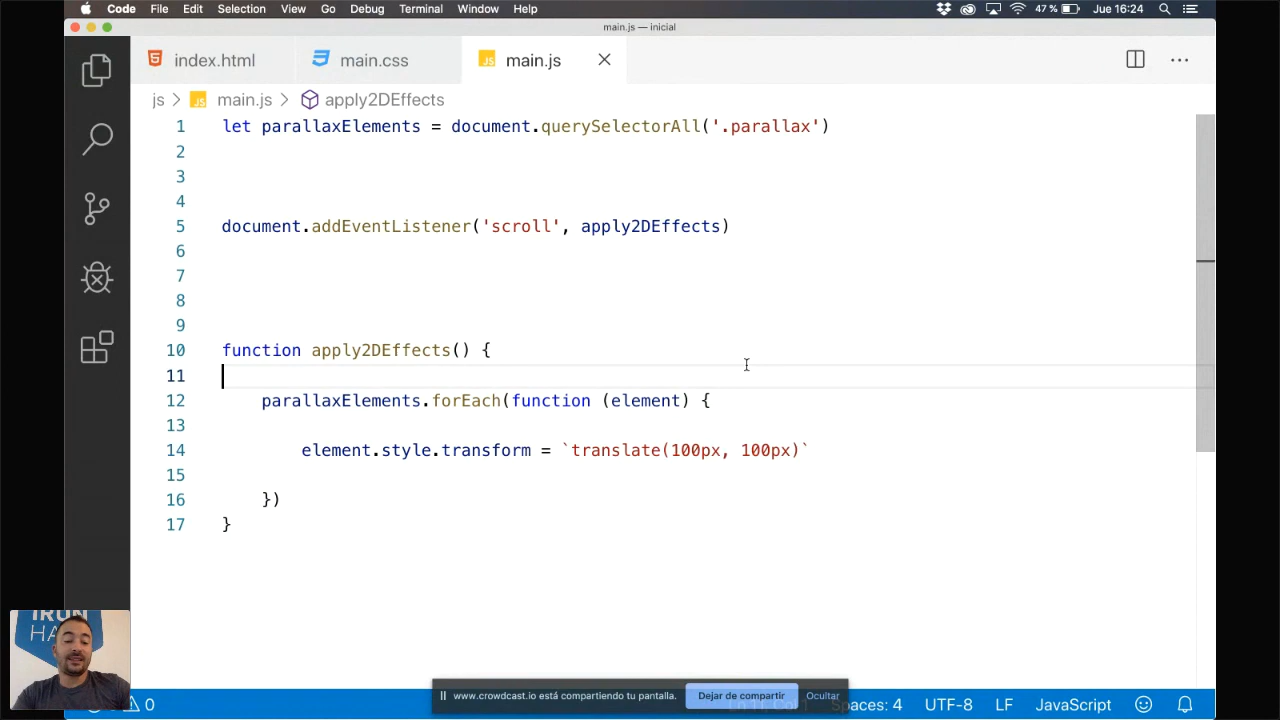 Code File Edit Selection View Go Debug Terminal Window Help 47 % Jue 16:24
main.js — inicial
index.html main.css JS main.js
js > JS main.js > apply2DEffects
1 let parallaxElements = document.querySelectorAll('.parallax')
2
3
4
5 document.addEventListener('scroll', apply2DEffects)
6
7
8
9
10 function apply2DEffects() {
11
12 parallaxElements.forEach(function (element) {
13
14 element.style.transform = `translate(100px, 100px)`
15
16 })
17 }
IRON
HA
www.crowdcast.io está compartiendo tu pantalla. Dejar de compartir Ocultar
0 Spaces: 4 UTF-8 LF JavaScript